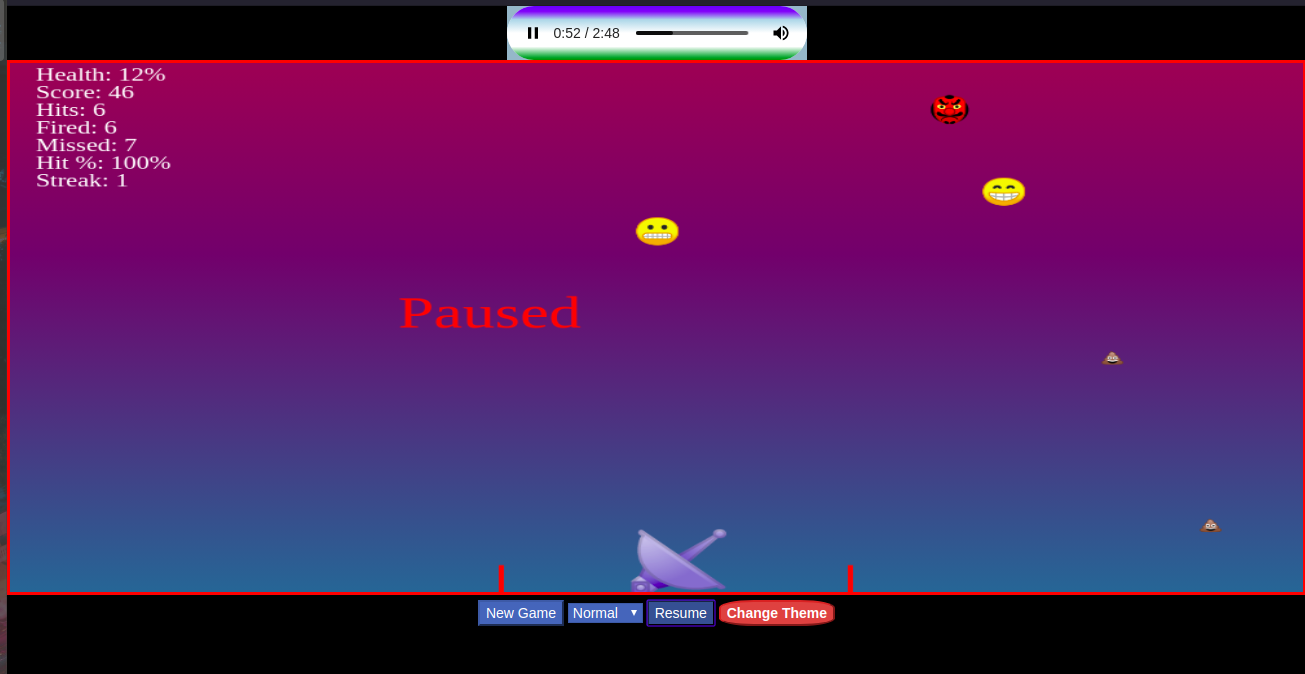 0:52 / 2:48
Health: 12%
Score: 46
Hits: 6
Fired: 6
Missed: 7
Hit %: 100%
Streak: 1
Paused
New Game Normal Resume Change Theme